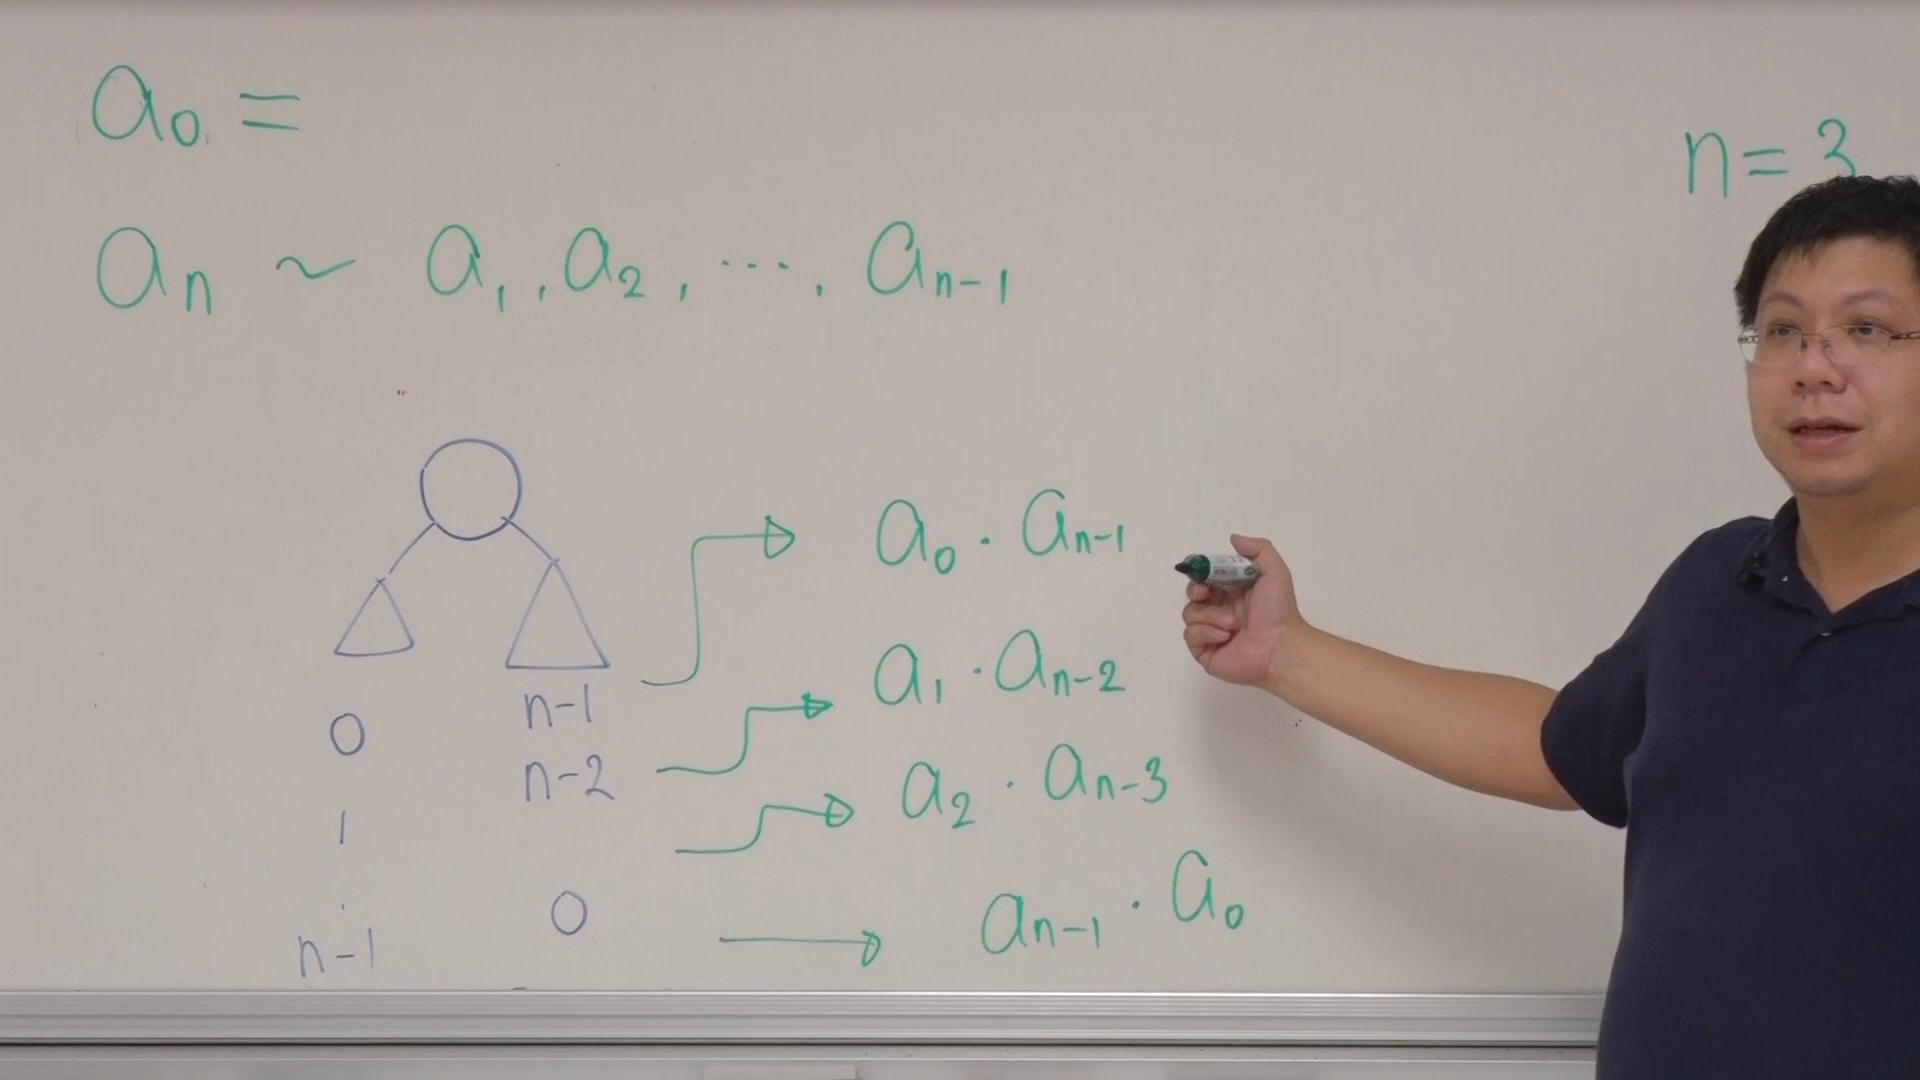 a₀ =
n = 3
aₙ ~ a₁, a₂, ⋯, aₙ₋₁
a₀ · aₙ₋₁
a₁ · aₙ₋₂
0 n-1
n-2
a₂ · aₙ₋₃
1
0
aₙ₋₁ · a₀
n-1